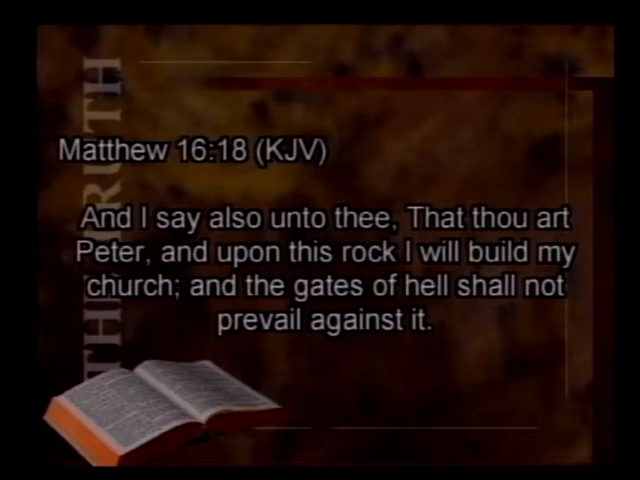 THE TRUTH
Matthew 16:18 (KJV)
And I say also unto thee, That thou art
Peter, and upon this rock I will build my
church; and the gates of hell shall not
prevail against it.